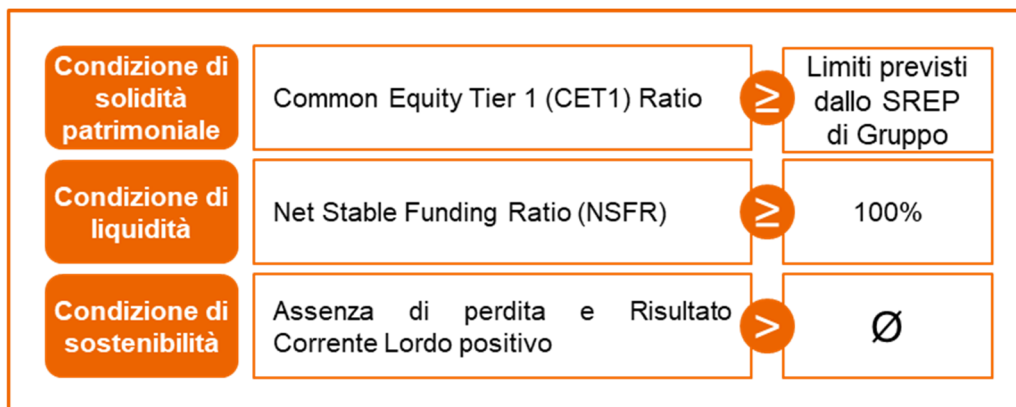 Condizione di
solidità
patrimoniale
Common Equity Tier 1 (CET1) Ratio
≥
Limiti previsti
dallo SREP
di Gruppo
Condizione di
liquidità
Net Stable Funding Ratio (NSFR)
≥
100%
Condizione di
sostenibilità
Assenza di perdita e Risultato
Corrente Lordo positivo
>
Ø